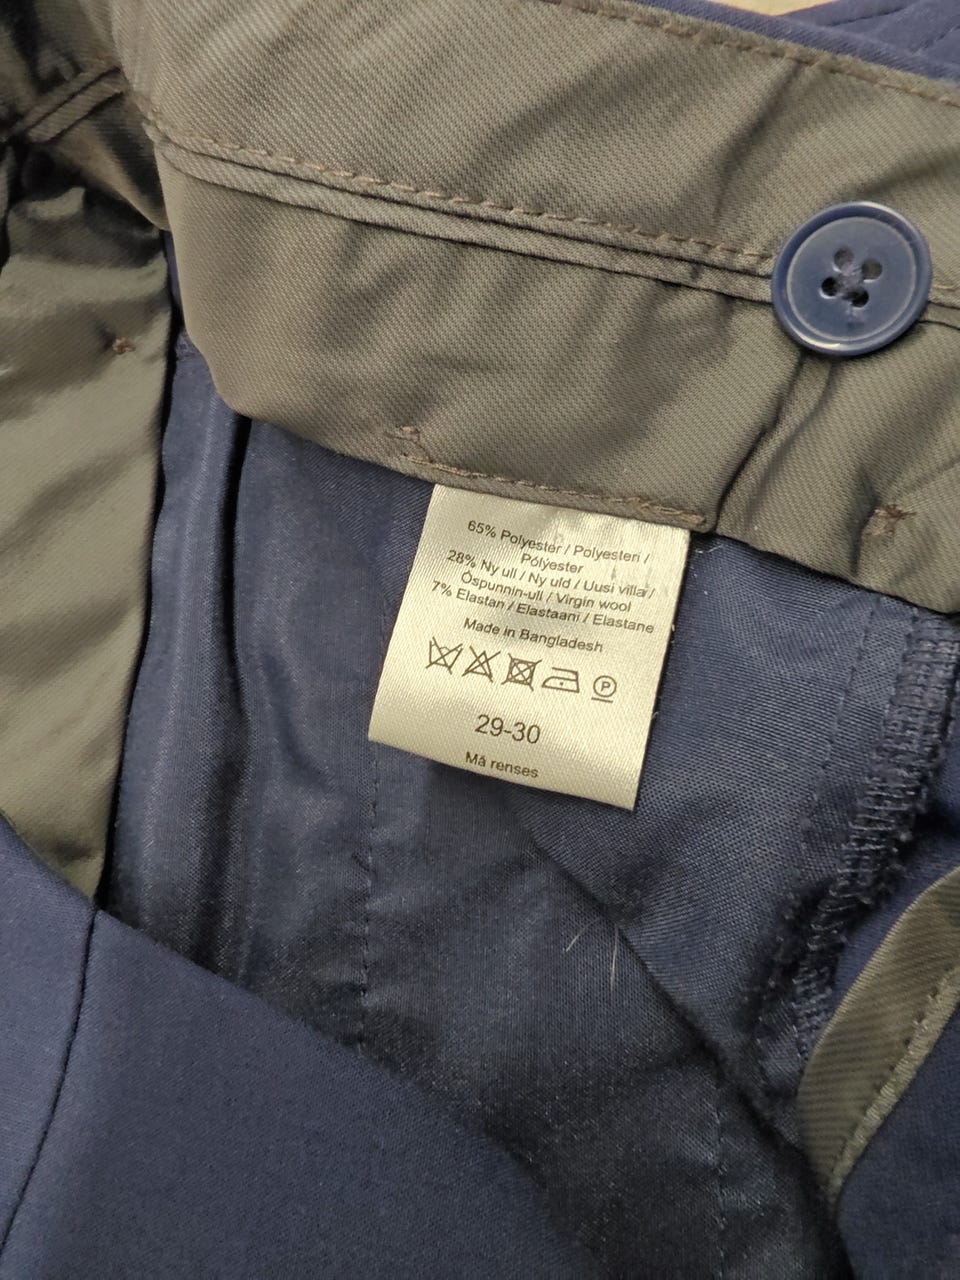 65% Polyester / Polyesteri /
Pólýester
28% Ny ull / Ny uld / Uusi villa /
Óspunnin-ull / Virgin wool
7% Elastan / Elastaani / Elastane
Made in Bangladesh
P
29-30
Må renses